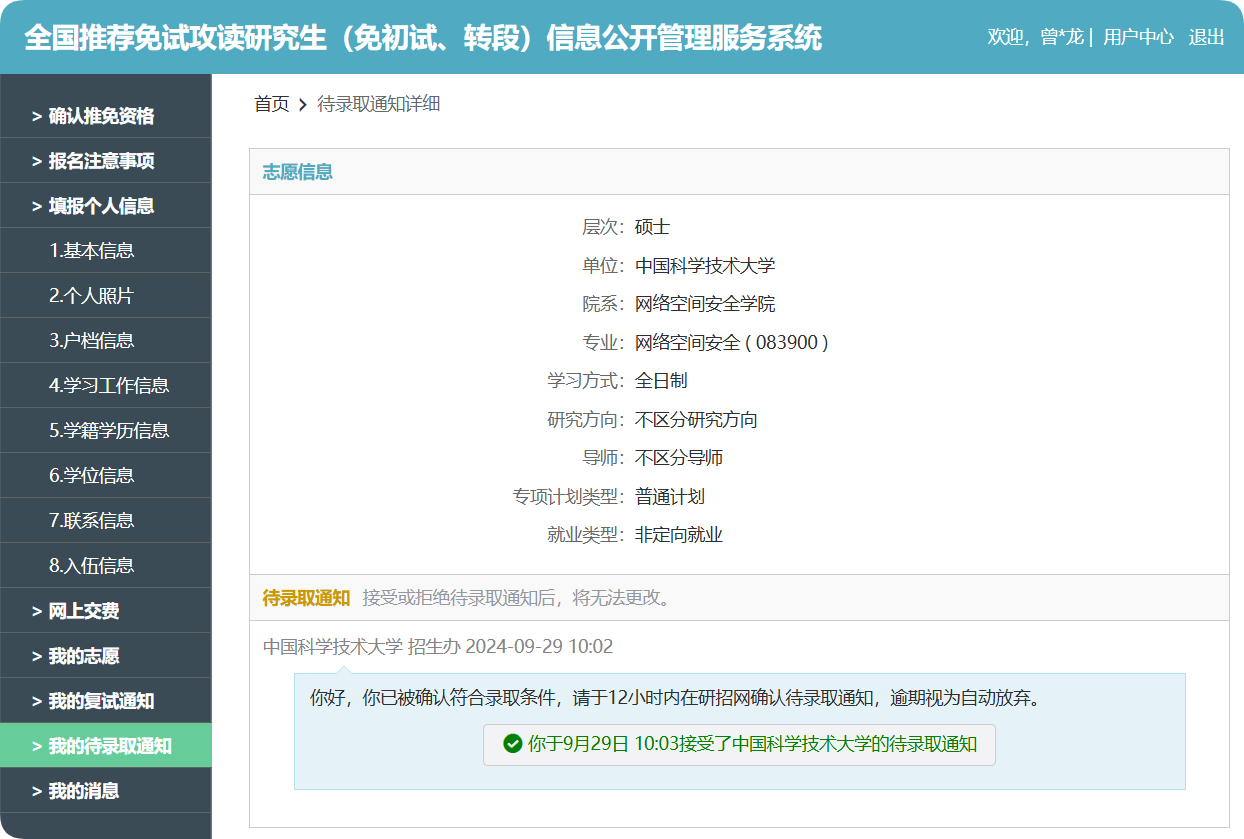 全国推荐免试攻读研究生（免初试、转段）信息公开管理服务系统
欢迎，曾*龙 | 用户中心 退出
> 确认推免资格
> 报名注意事项
> 填报个人信息
1.基本信息
2.个人照片
3.户档信息
4.学习工作信息
5.学籍学历信息
6.学位信息
7.联系信息
8.入伍信息
> 网上交费
> 我的志愿
> 我的复试通知
> 我的待录取通知
> 我的消息
首页 > 待录取通知详细
志愿信息
层次：硕士
单位：中国科学技术大学
院系：网络空间安全学院
专业：网络空间安全 ( 083900 )
学习方式：全日制
研究方向：不区分研究方向
导师：不区分导师
专项计划类型：普通计划
就业类型：非定向就业
待录取通知 接受或拒绝待录取通知后，将无法更改。
中国科学技术大学 招生办 2024-09-29 10:02
你好，你已被确认符合录取条件，请于12小时内在研招网确认待录取通知，逾期视为自动放弃。
你于9月29日 10:03接受了中国科学技术大学的待录取通知